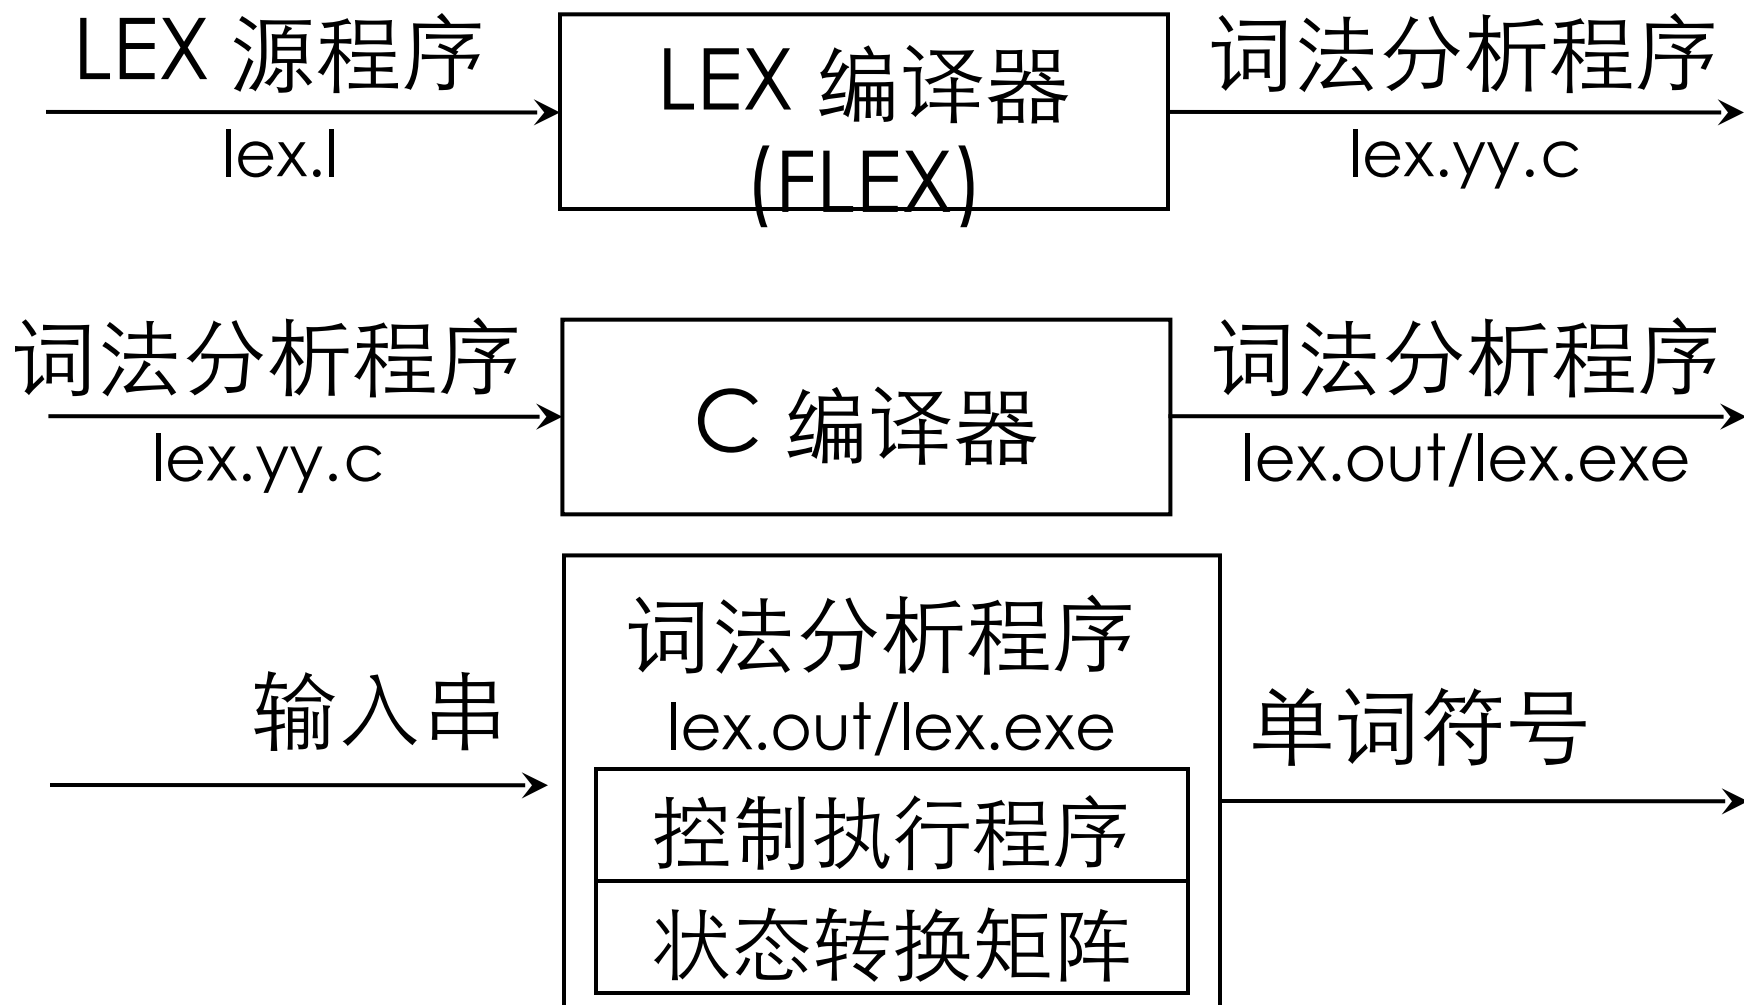 LEX 源程序
lex.l
LEX 编译器
(FLEX)
词法分析程序
lex.yy.c
词法分析程序
lex.yy.c
C 编译器
词法分析程序
lex.out/lex.exe
输入串
词法分析程序
lex.out/lex.exe
控制执行程序
状态转换矩阵
单词符号